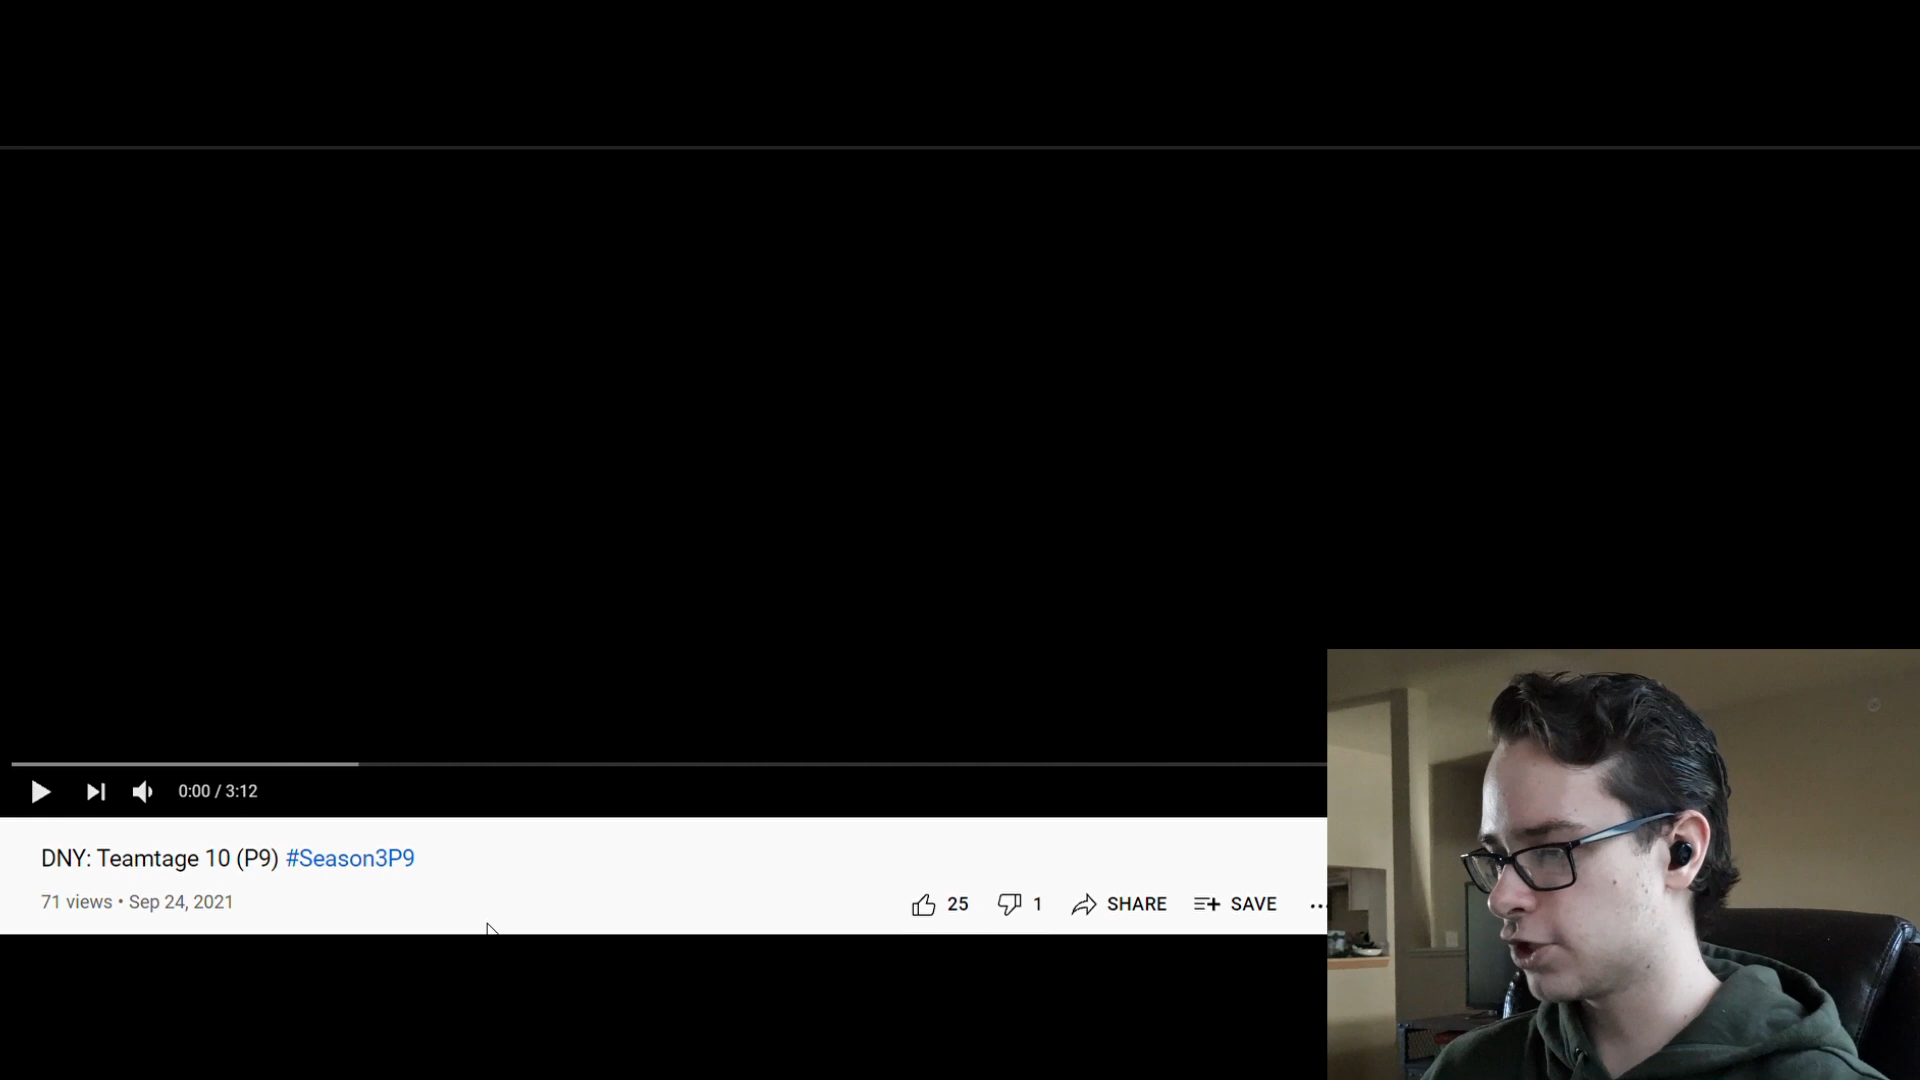 0:00 / 3:12
DNY: Teamtage 10 (P9) #Season3P9
71 views • Sep 24, 2021
25 1 SHARE SAVE